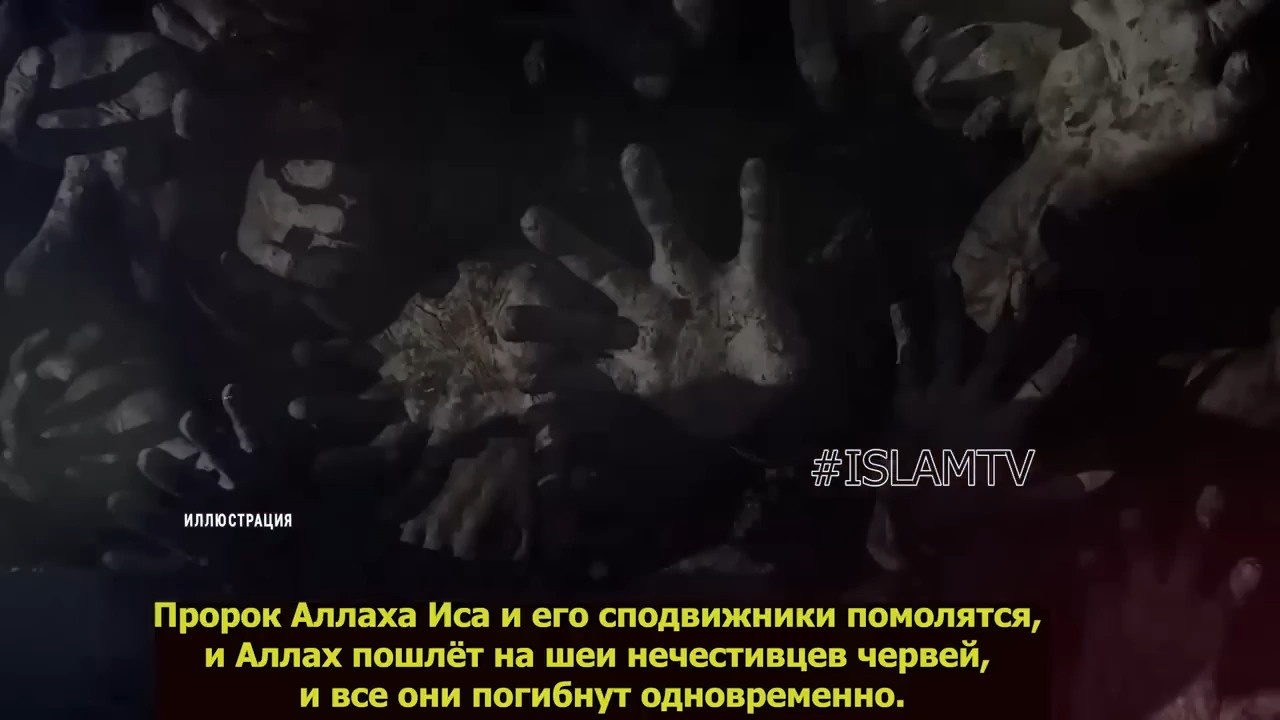 #ISLAMTV
ИЛЛЮСТРАЦИЯ
Пророк Аллаха Иса и его сподвижники помолятся,
и Аллах пошлёт на шеи нечестивцев червей,
и все они погибнут одновременно.